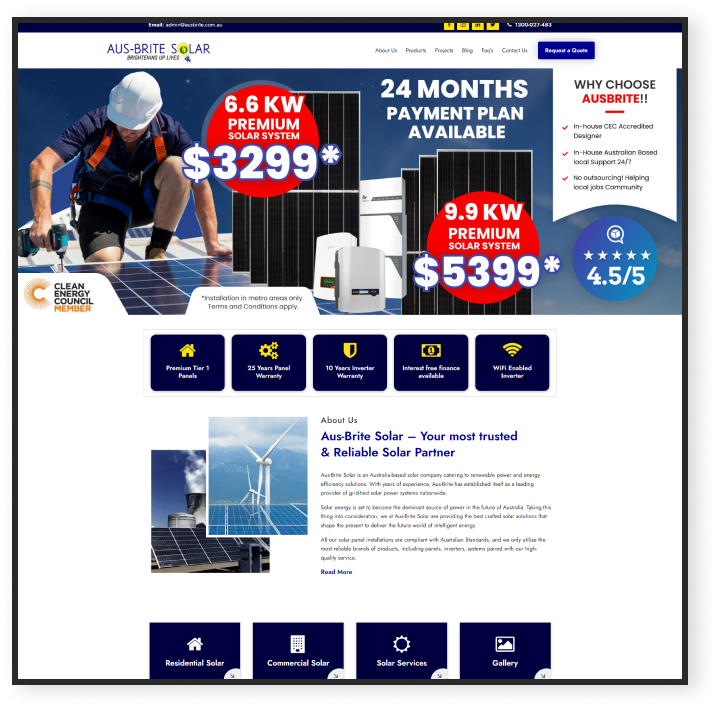 Email: admin@ausbrite.com.au
1300-027-483
AUS-BRITE SOLAR
BRIGHTENING UP LIVES
About Us
Products
Projects
Blog
Faq's
Contact Us
Request a Quote
6.6 KW
PREMIUM
SOLAR SYSTEM
$3299*
24 MONTHS
PAYMENT PLAN
AVAILABLE
9.9 KW
PREMIUM
SOLAR SYSTEM
$5399*
WHY CHOOSE
AUSBRITE!!
In-house CEC Accredited
Designer
In-House Australian Based
local Support 24/7
No outsourcing! Helping
local jobs Community
4.5/5
CLEAN
ENERGY
COUNCIL
MEMBER
*Installation in metro areas only.
Terms and Conditions apply.
Premium Tier 1
Panels
25 Years Panel
Warranty
10 Years Inverter
Warranty
Interest free finance
available
WiFi Enabled
Inverter
About Us
Aus-Brite Solar – Your most trusted
& Reliable Solar Partner
Aus-Brite Solar is an Australia-based solar company catering to renewable power and energy
efficiency solutions. With years of experience, Aus-Brite has established itself as a leading
provider of grid-tied solar power systems nationwide.
Solar energy is set to become the dominant source of power in the future of Australia. Taking this
thing into consideration, we at Aus-Brite Solar are providing the best crafted solar solutions that
shape the present to deliver the future world of intelligent energy.
All our solar panel installations are compliant with Australian Standards, and we only utilize the
most reliable brands of products, including panels, inverters, systems paired with our high-
quality service.
Read More
Residential Solar
Commercial Solar
Solar Services
Gallery